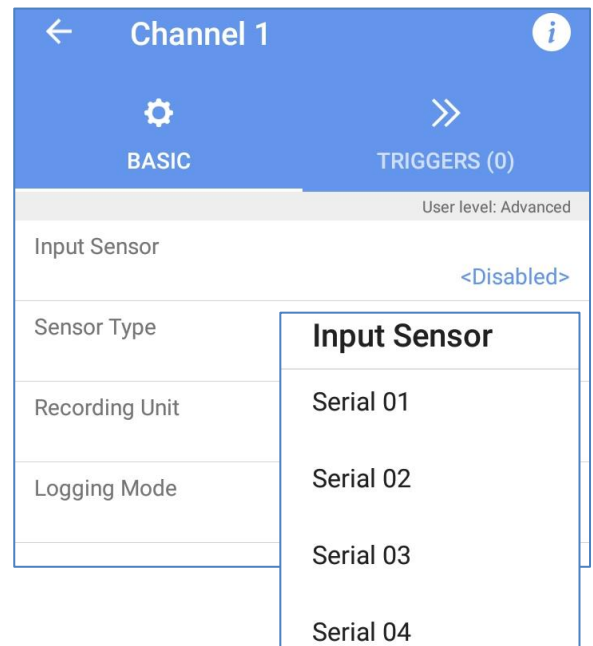 Channel 1
i
BASIC
TRIGGERS (0)
User level: Advanced
Input Sensor
<Disabled>
Sensor Type
Recording Unit
Logging Mode
Input Sensor
Serial 01
Serial 02
Serial 03
Serial 04